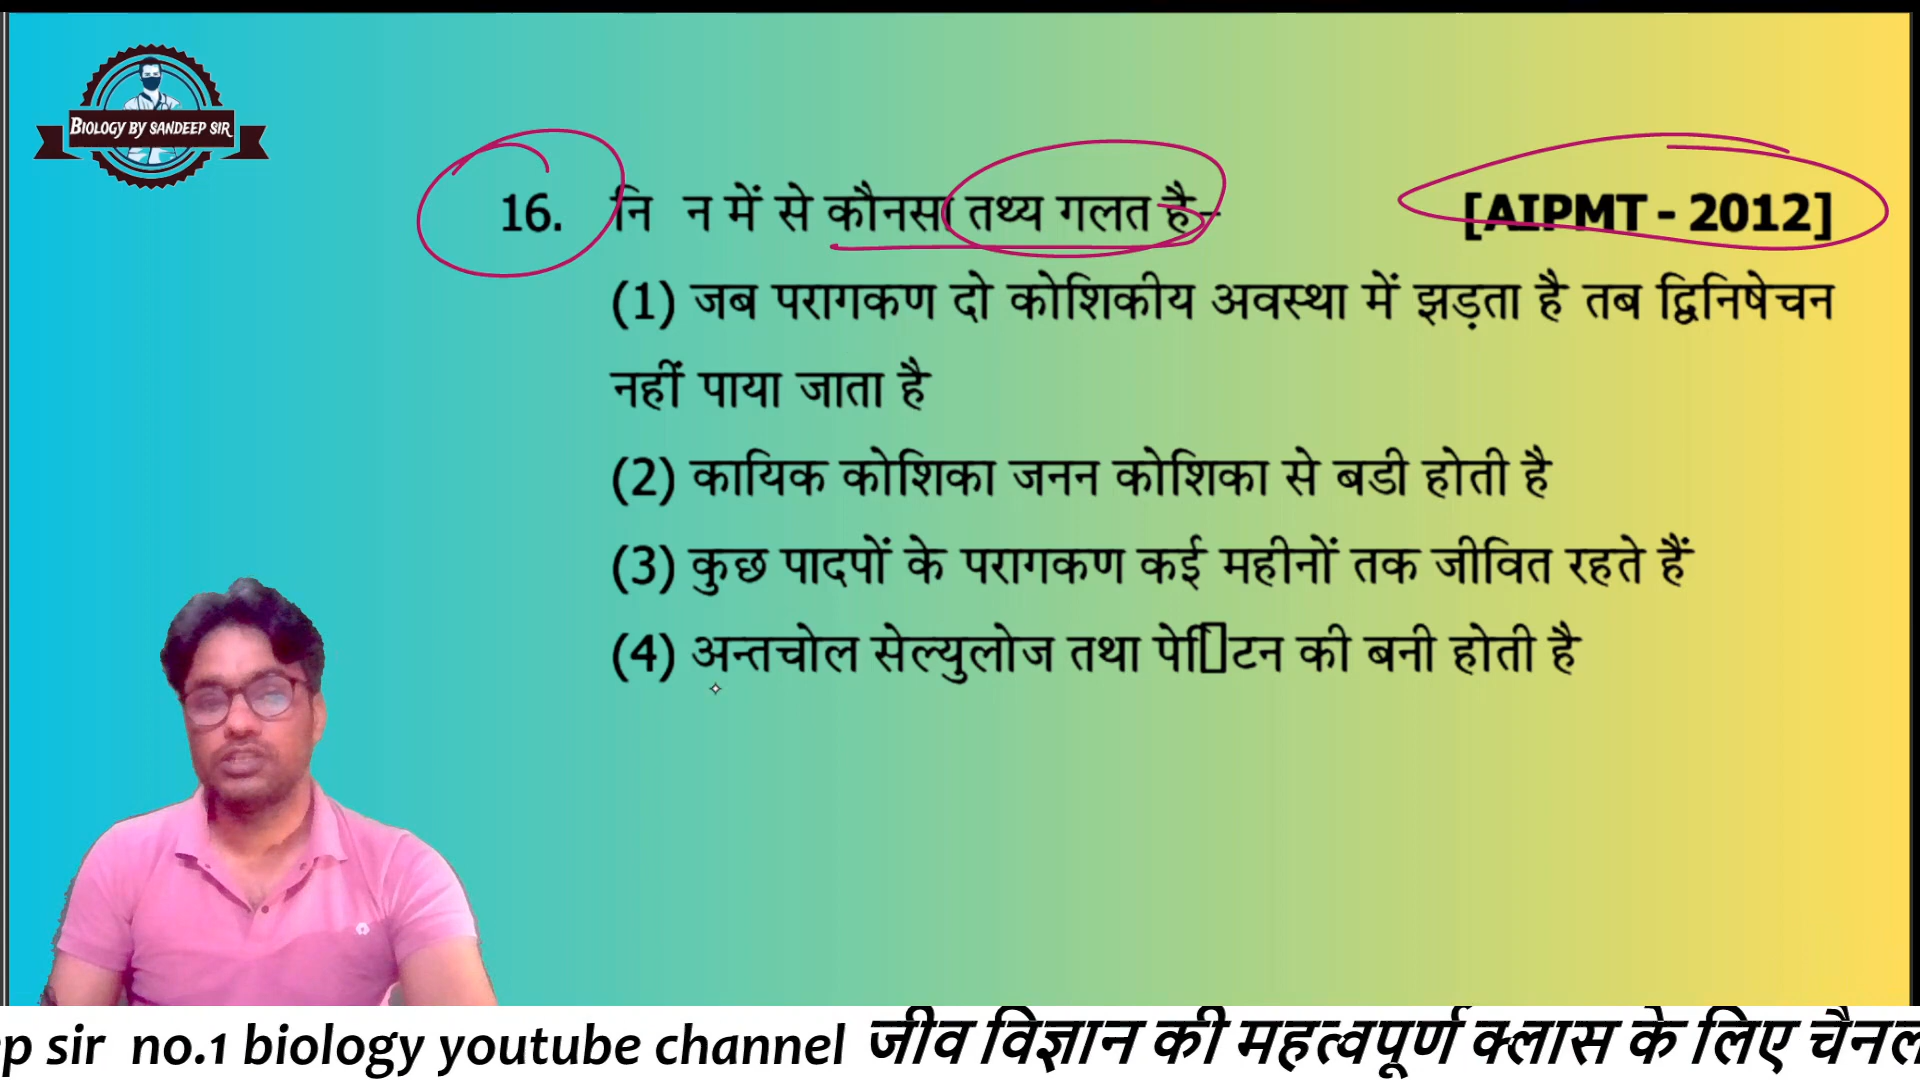 BIOLOGY BY SANDEEP SIR
16. नि न में से कौनसा तथ्य गलत है– [AIPMT - 2012]
(1) जब परागकण दो कोशिकीय अवस्था में झड़ता है तब द्विनिषेचन
नहीं पाया जाता है
(2) कायिक कोशिका जनन कोशिका से बडी होती है
(3) कुछ पादपों के परागकण कई महीनों तक जीवित रहते हैं
(4) अन्तचोल सेल्युलोज तथा की बनी होती है
ep sir no.1 biology youtube channel जीव विज्ञान की महत्वपूर्ण क्लास के लिए चैनल